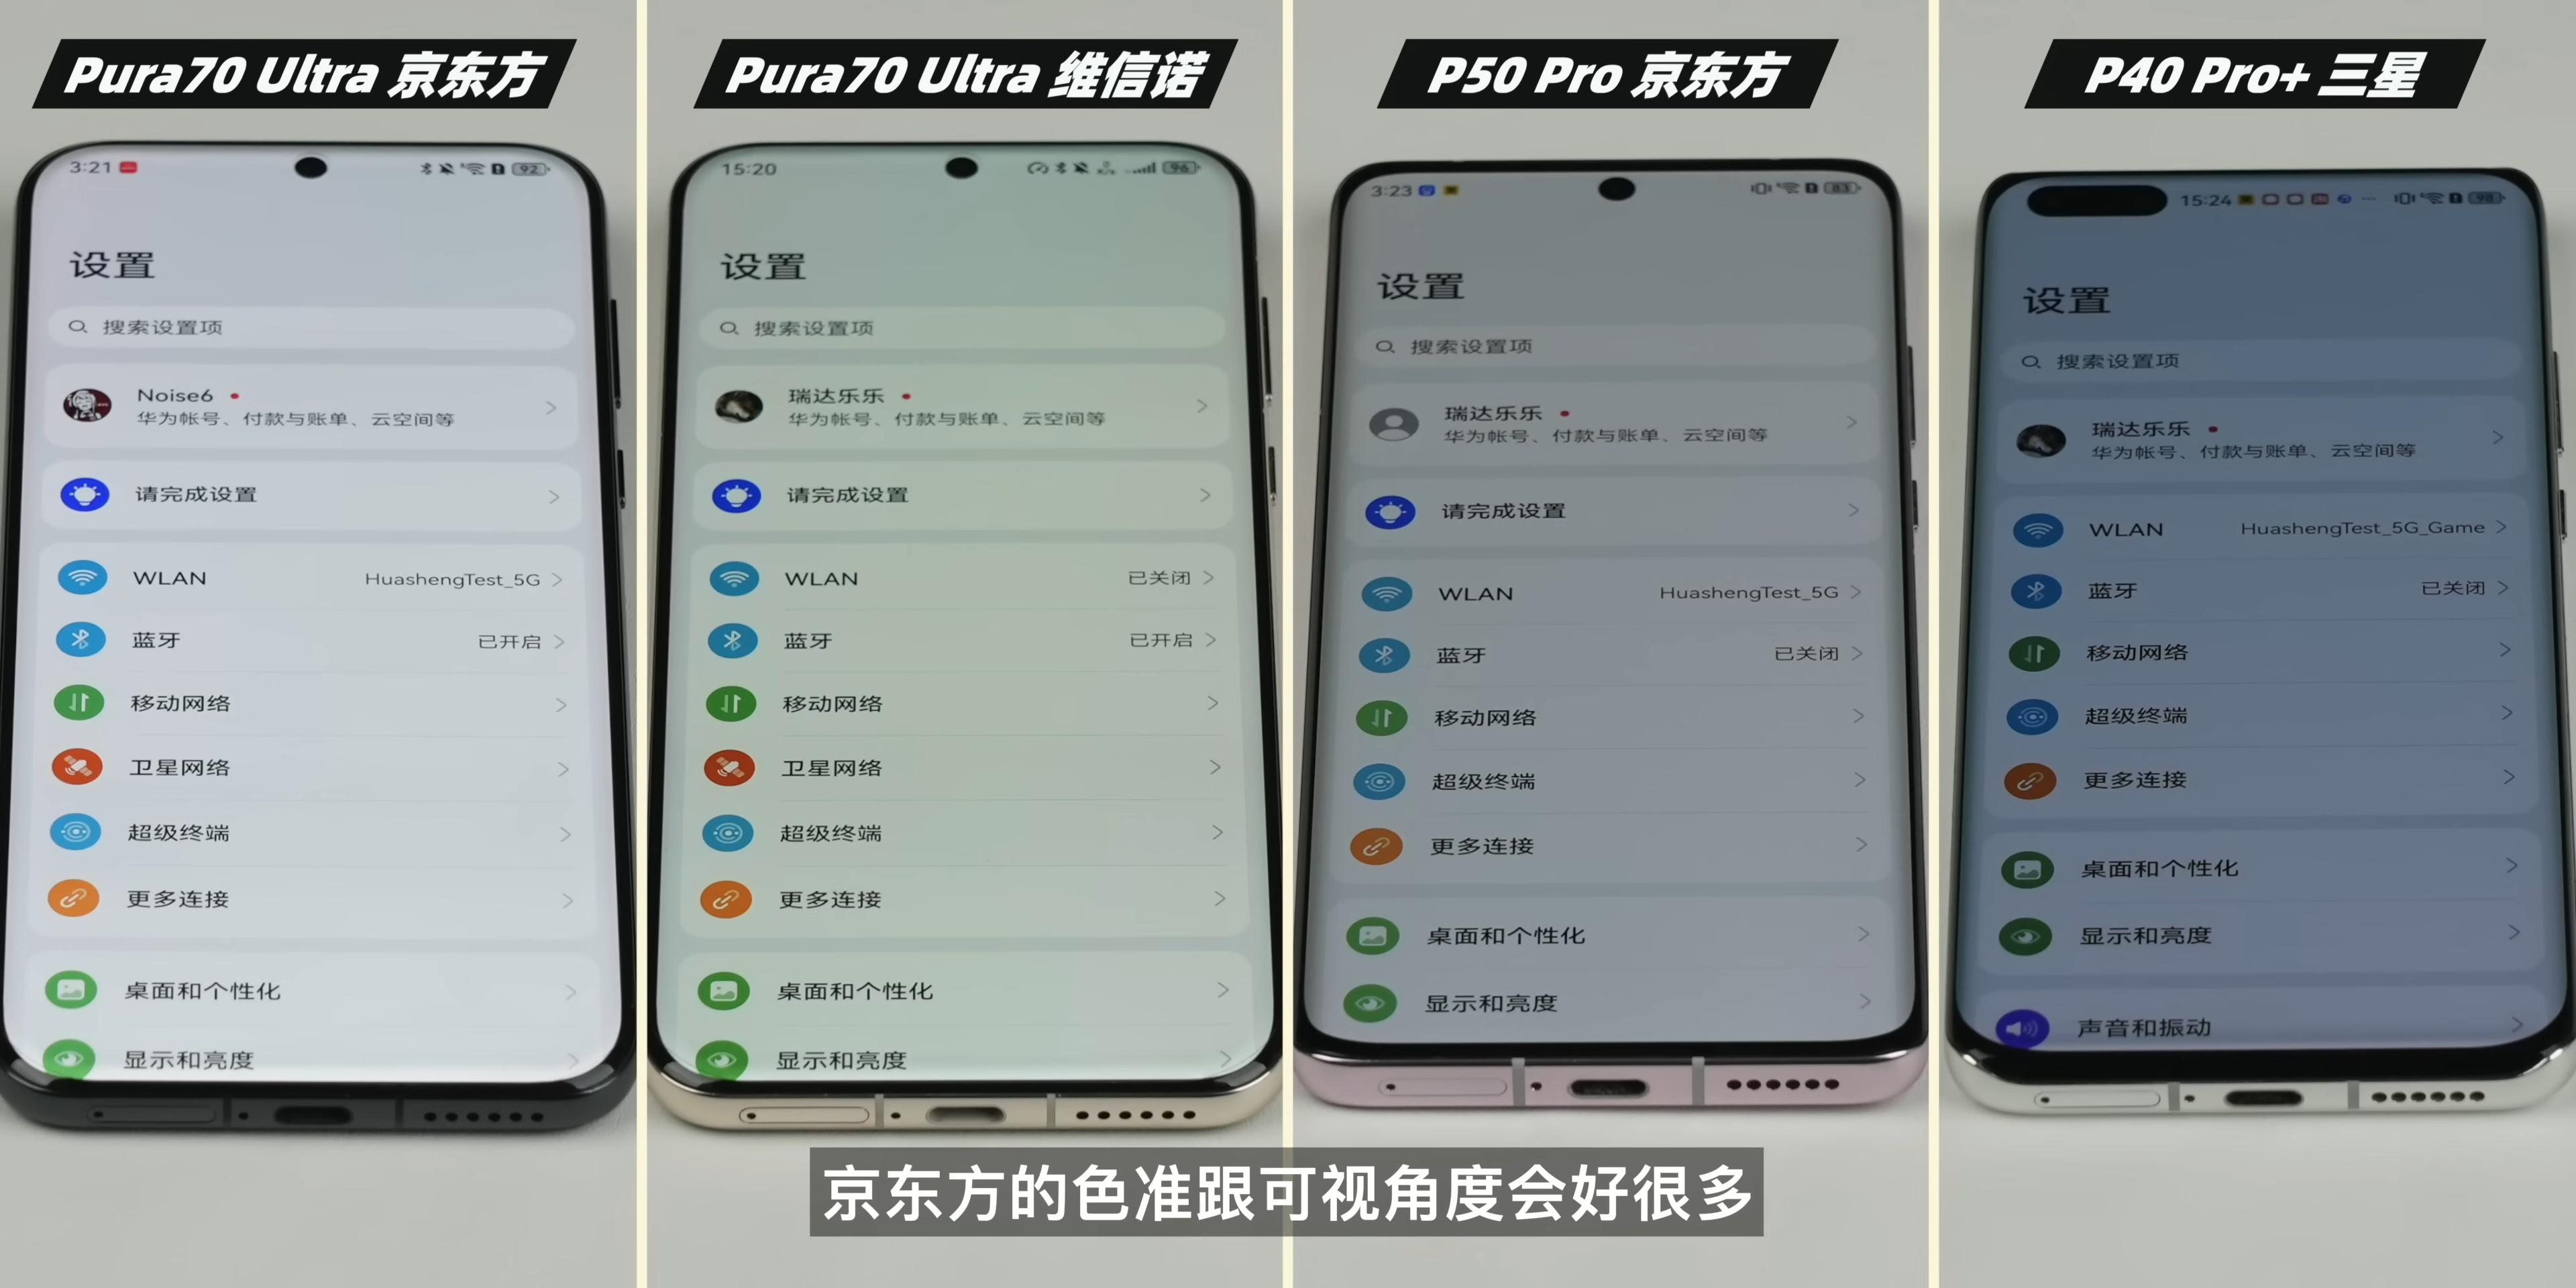 Pura70 Ultra 京东方
3:21
92
设置
搜索设置项
Noise6
华为帐号、付款与账单、云空间等
请完成设置
WLAN HuashengTest_5G
蓝牙 已开启
移动网络
卫星网络
超级终端
更多连接
桌面和个性化
显示和亮度
Pura70 Ultra 维信诺
15:20
96
设置
搜索设置项
瑞达乐乐
华为帐号、付款与账单、云空间等
请完成设置
WLAN 已关闭
蓝牙 已开启
移动网络
卫星网络
超级终端
更多连接
桌面和个性化
显示和亮度
P50 Pro 京东方
3:23
83
设置
搜索设置项
瑞达乐乐
华为帐号、付款与账单、云空间等
请完成设置
WLAN HuashengTest_5G
蓝牙 已关闭
移动网络
超级终端
更多连接
桌面和个性化
显示和亮度
P40 Pro+ 三星
15:24
98
设置
搜索设置项
瑞达乐乐
华为帐号、付款与账单、云空间等
WLAN HuashengTest_5G_Game
蓝牙 已关闭
移动网络
超级终端
更多连接
桌面和个性化
显示和亮度
声音和振动
京东方的色准跟可视角度会好很多